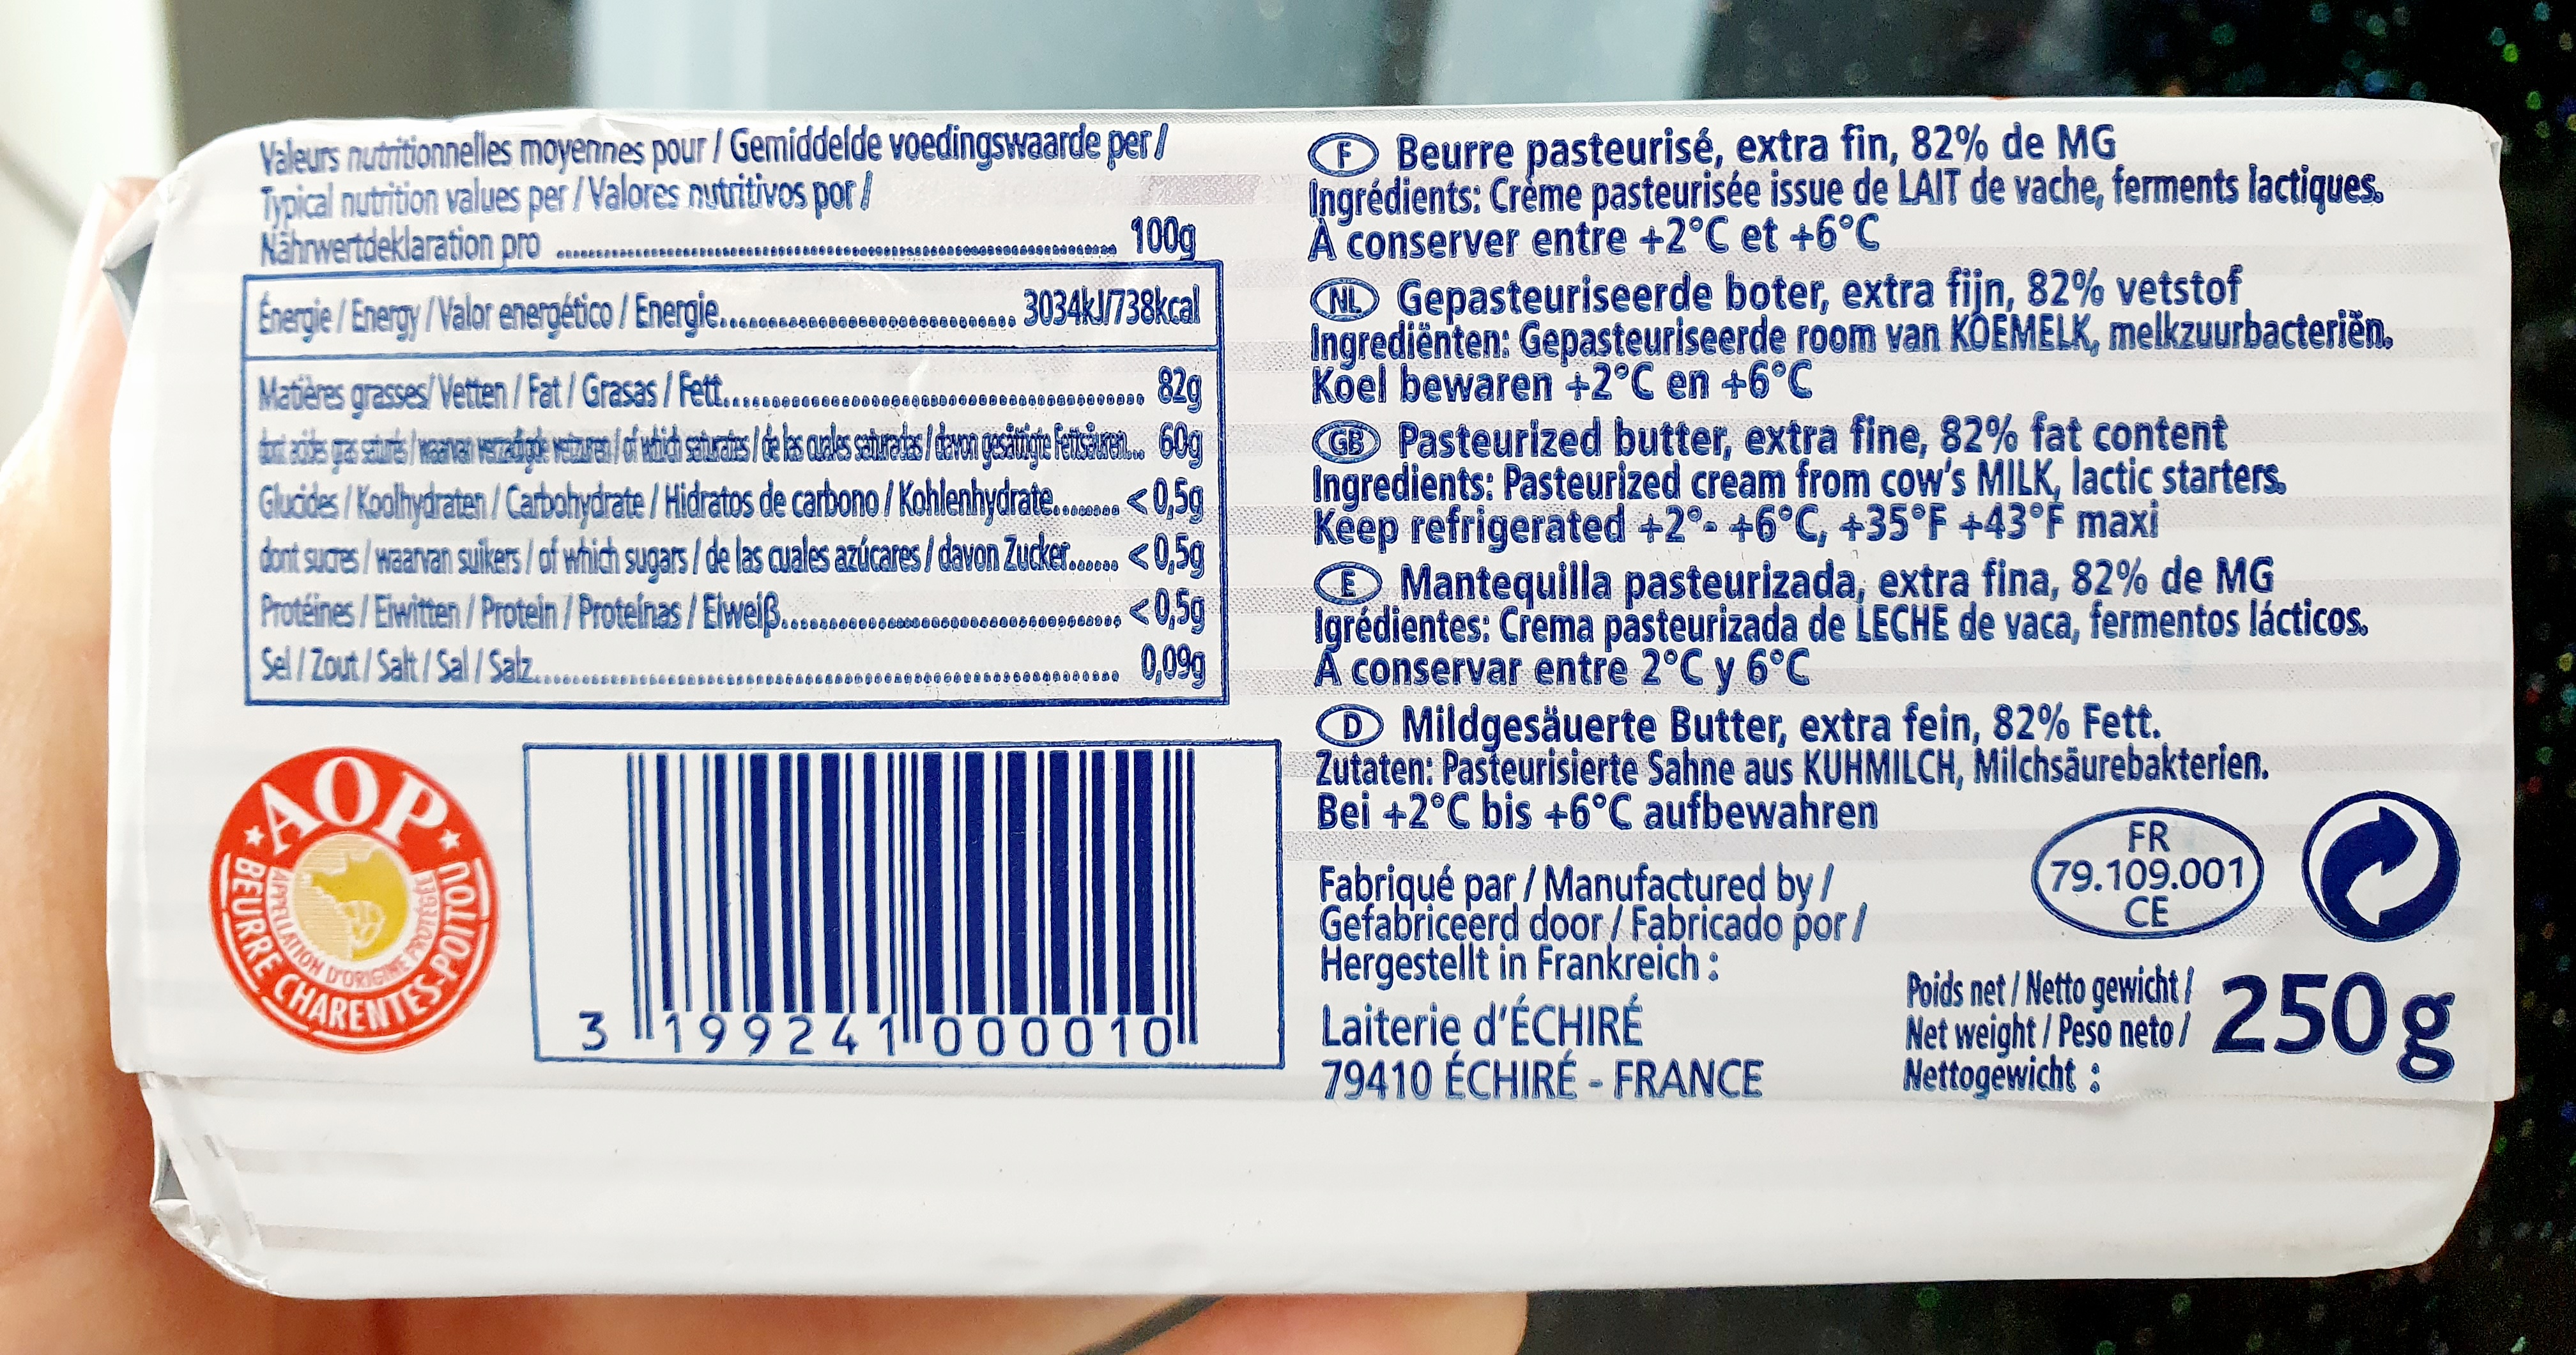 Valeurs nutritionnelles moyennes pour / Gemiddelde voedingswaarde per /
Typical nutrition values per / Valores nutritivos por /
Nährwertdeklaration pro ........ 100g
Énergie / Energy / Valor energético / Energie........ 3034kJ/738kcal
Matières grasses/ Vetten / Fat / Grasas / Fett........ 82g
dont acides gras saturés / waarvan verzadigde vetzuren / of which saturates / de las cuales saturadas / davon gesättigte Fettsäuren... 60g
Glucides / Koolhydraten / Carbohydrate / Hidratos de carbono / Kohlenhydrate........ <0,5g
dont sucres / waarvan suikers / of which sugars / de las cuales azúcares / davon Zucker...... <0,5g
Protéines / Eiwitten / Protein / Proteínas / Eiweiß........ <0,5g
Sel / Zout / Salt / Sal / Salz........ 0,09g
AOP
APPELLATION D'ORIGINE PROTÉGÉE
BEURRE CHARENTES-POITOU
3 199241 000010
F Beurre pasteurisé, extra fin, 82% de MG
Ingrédients: Crème pasteurisée issue de LAIT de vache, ferments lactiques.
À conserver entre +2°C et +6°C
NL Gepasteuriseerde boter, extra fijn, 82% vetstof
Ingrediënten: Gepasteuriseerde room van KOEMELK, melkzuurbacteriën.
Koel bewaren +2°C en +6°C
GB Pasteurized butter, extra fine, 82% fat content
Ingredients: Pasteurized cream from cow's MILK, lactic starters.
Keep refrigerated +2°- +6°C, +35°F +43°F maxi
E Mantequilla pasteurizada, extra fina, 82% de MG
Igrédientes: Crema pasteurizada de LECHE de vaca, fermentos lácticos.
À conservar entre 2°C y 6°C
D Mildgesäuerte Butter, extra fein, 82% Fett.
Zutaten: Pasteurisierte Sahne aus KUHMILCH, Milchsäurebakterien.
Bei +2°C bis +6°C aufbewahren
Fabriqué par / Manufactured by /
Gefabriceerd door / Fabricado por /
Hergestellt in Frankreich :
Laiterie d'ÉCHIRÉ
79410 ÉCHIRÉ - FRANCE
FR
79.109.001
CE
Poids net / Netto gewicht /
Net weight / Peso neto /
Nettogewicht :
250g